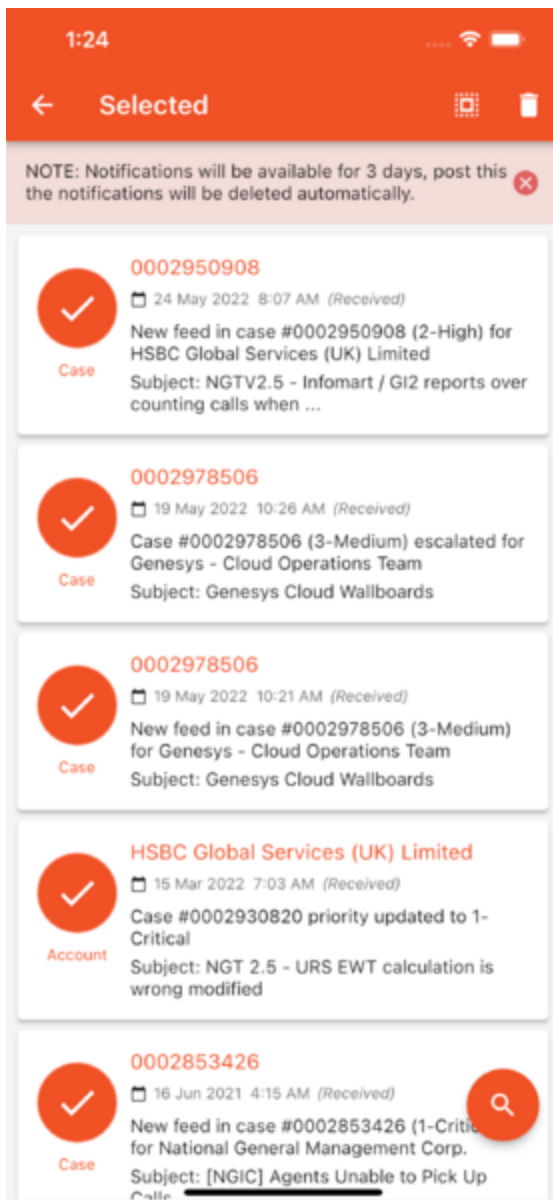 1:24
Selected
NOTE: Notifications will be available for 3 days, post this
the notifications will be deleted automatically.
0002950908
24 May 2022 8:07 AM (Received)
New feed in case #0002950908 (2-High) for
HSBC Global Services (UK) Limited
Subject: NGTV2.5 - Infomart / GI2 reports over
counting calls when ...
Case
0002978506
19 May 2022 10:26 AM (Received)
Case #0002978506 (3-Medium) escalated for
Genesys - Cloud Operations Team
Subject: Genesys Cloud Wallboards
Case
0002978506
19 May 2022 10:21 AM (Received)
New feed in case #0002978506 (3-Medium)
for Genesys - Cloud Operations Team
Subject: Genesys Cloud Wallboards
Case
HSBC Global Services (UK) Limited
15 Mar 2022 7:03 AM (Received)
Case #0002930820 priority updated to 1-
Critical
Subject: NGT 2.5 - URS EWT calculation is
wrong modified
Account
0002853426
16 Jun 2021 4:15 AM (Received)
New feed in case #0002853426 (1-Critic
for National General Management Corp.
Subject: [NGIC] Agents Unable to Pick Up
Calls
Case